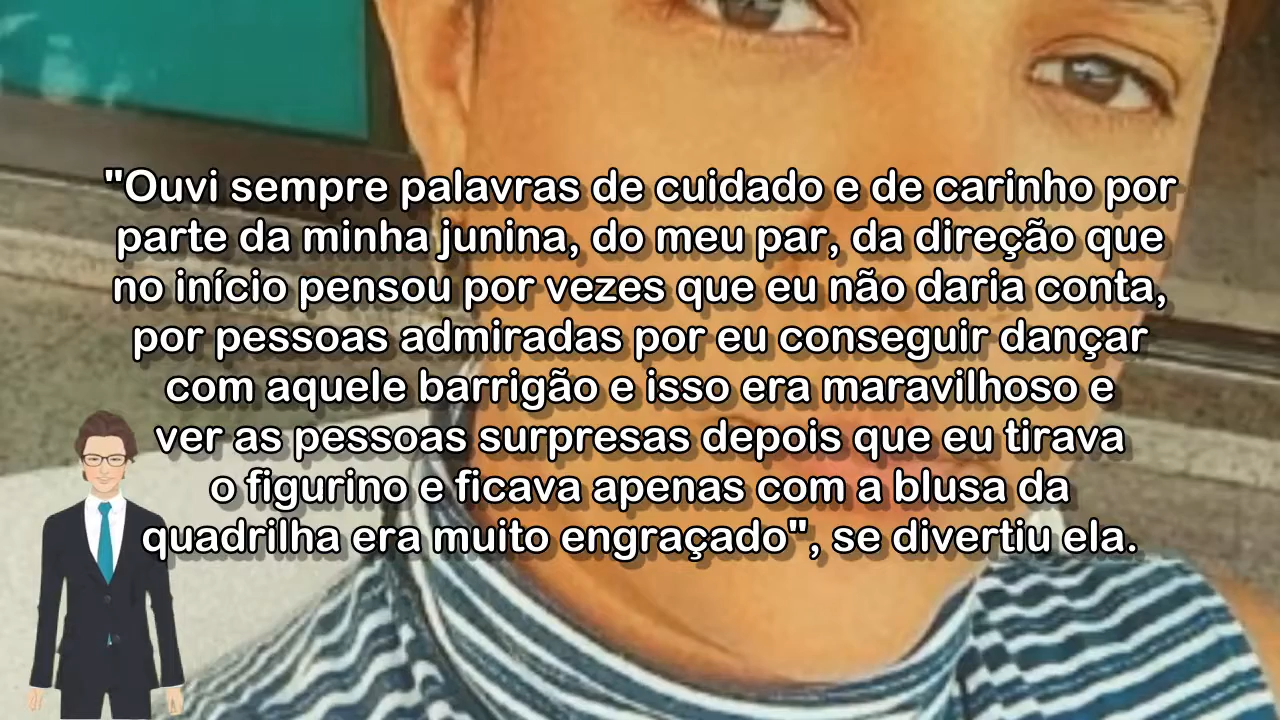 "Ouvi sempre palavras de cuidado e de carinho por
parte da minha junina, do meu par, da direção que
no início pensou por vezes que eu não daria conta,
por pessoas admiradas por eu conseguir dançar
com aquele barrigão e isso era maravilhoso e
ver as pessoas surpresas depois que eu tirava
o figurino e ficava apenas com a blusa da
quadrilha era muito engraçado", se divertiu ela.